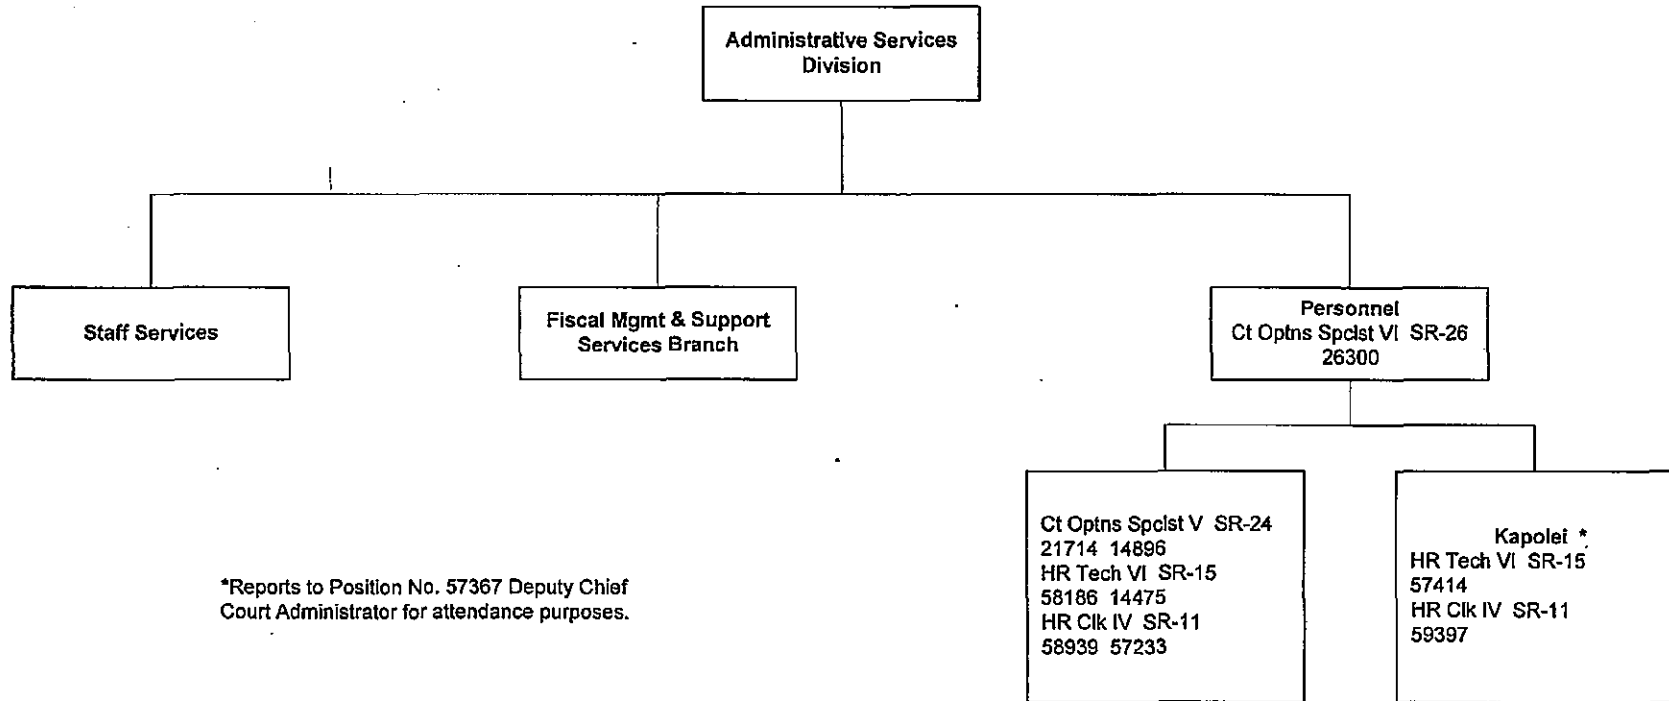 Administrative Services
Division
Staff Services
Fiscal Mgmt & Support
Services Branch
Personnel
Ct Optns Spclst VI SR-26
26300
Ct Optns Spclst V SR-24
21714 14896
HR Tech VI SR-15
58186 14475
HR Clk IV SR-11
58939 57233
Kapolei *
HR Tech VI SR-15
57414
HR Clk IV SR-11
59397
*Reports to Position No. 57367 Deputy Chief
Court Administrator for attendance purposes.